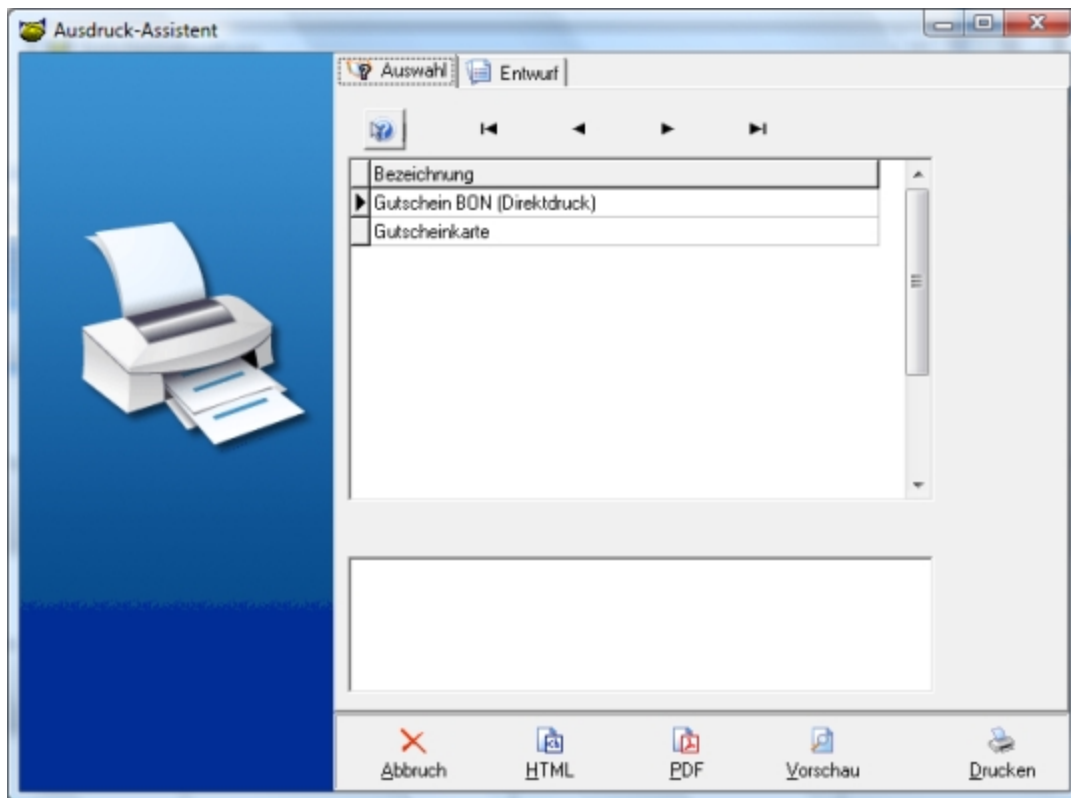 Ausdruck-Assistent
Auswahl Entwurf
Bezeichnung
Gutschein BON (Direktdruck)
Gutscheinkarte
Abbruch HTML PDF Vorschau Drucken